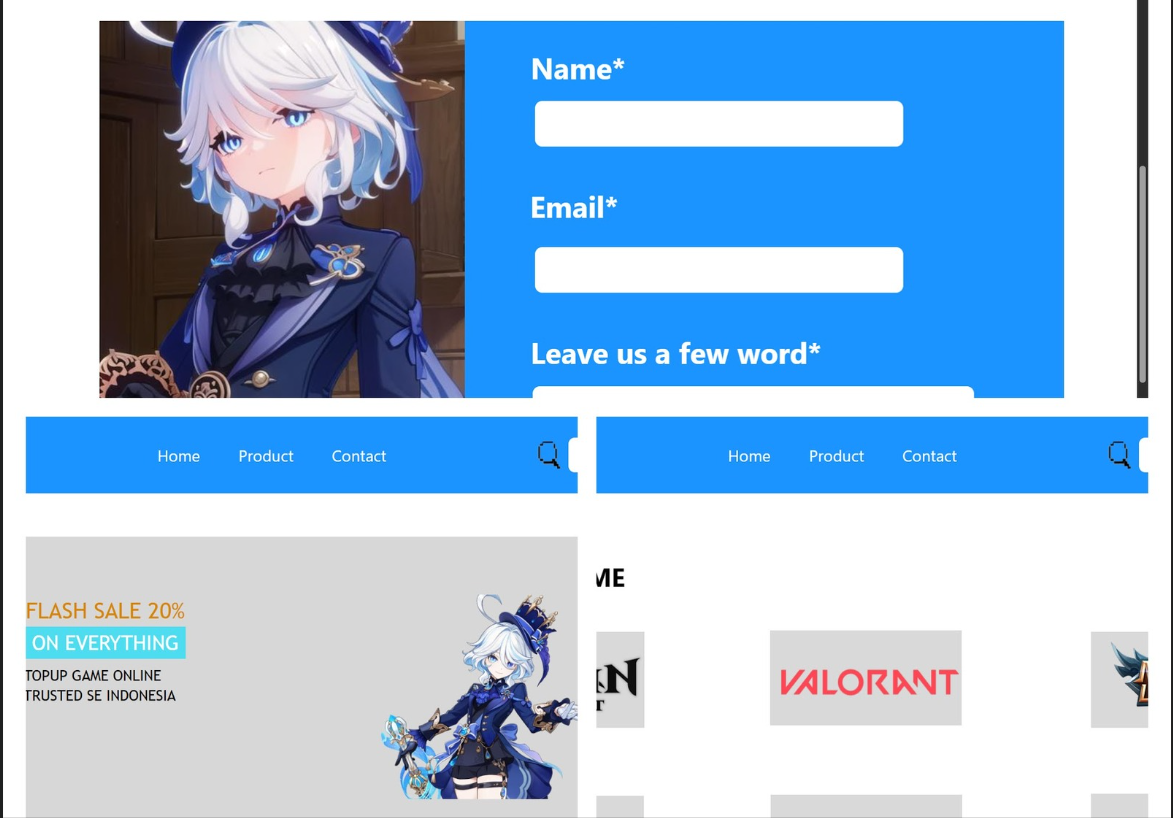 Name*
Email*
Leave us a few word*
Home Product Contact
FLASH SALE 20%
ON EVERYTHING
TOPUP GAME ONLINE
TRUSTED SE INDONESIA
Home Product Contact
ME
VALORANT